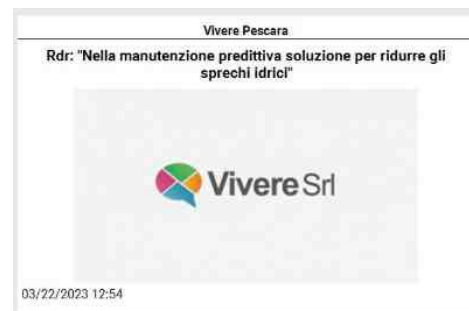 Vivere Pescara
Rdr: "Nella manutenzione predittiva soluzione per ridurre gli
sprechi idrici"
Vivere Srl
03/22/2023 12:54